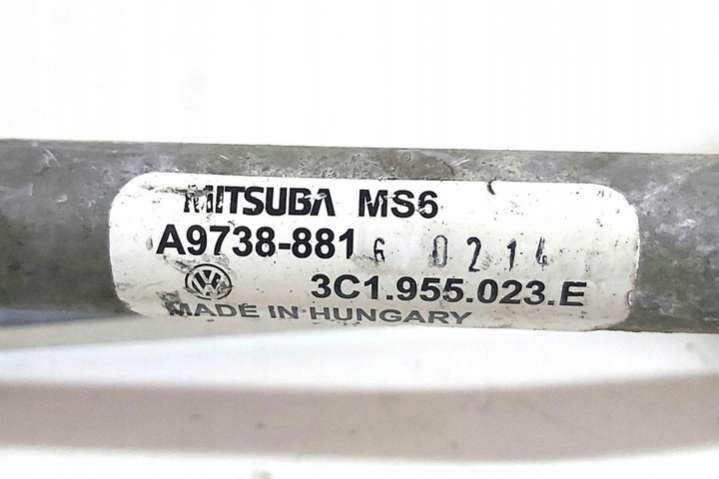 MITSUBA MS6
A9738-881 6 0214
3C1.955.023.E
MADE IN HUNGARY